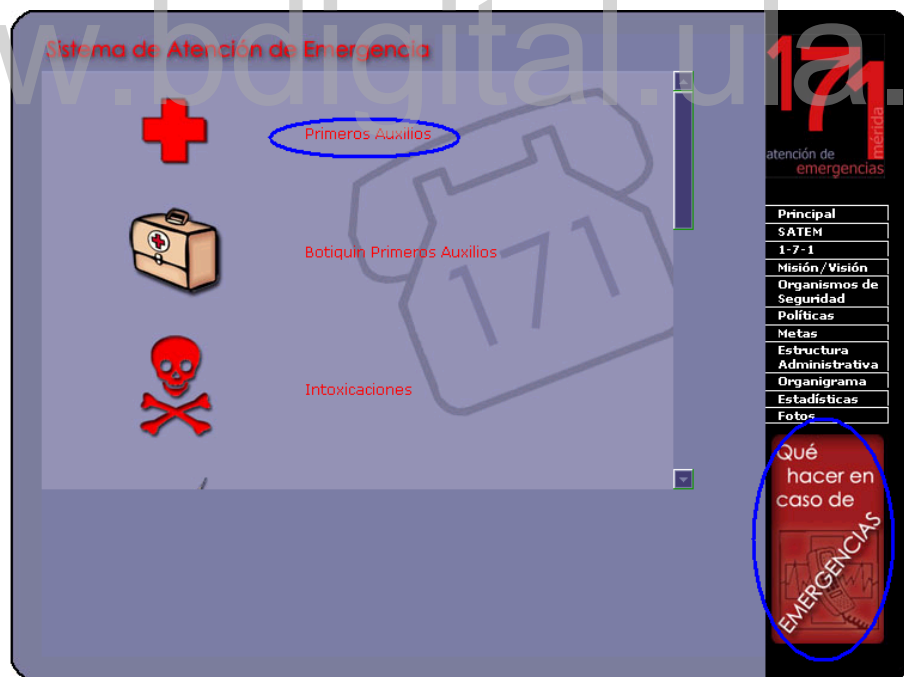 w.bdigital.ula.
Sistema de Atención de Emergencia
Primeros Auxilios
Botiquin Primeros Auxilios
171
Intoxicaciones
171
mérida
atención de
emergencias
Principal
SATEM
1-7-1
Misión/Visión
Organismos de
Seguridad
Políticas
Metas
Estructura
Administrativa
Organigrama
Estadísticas
Fotos
Qué
hacer en
caso de
EMERGENCIAS